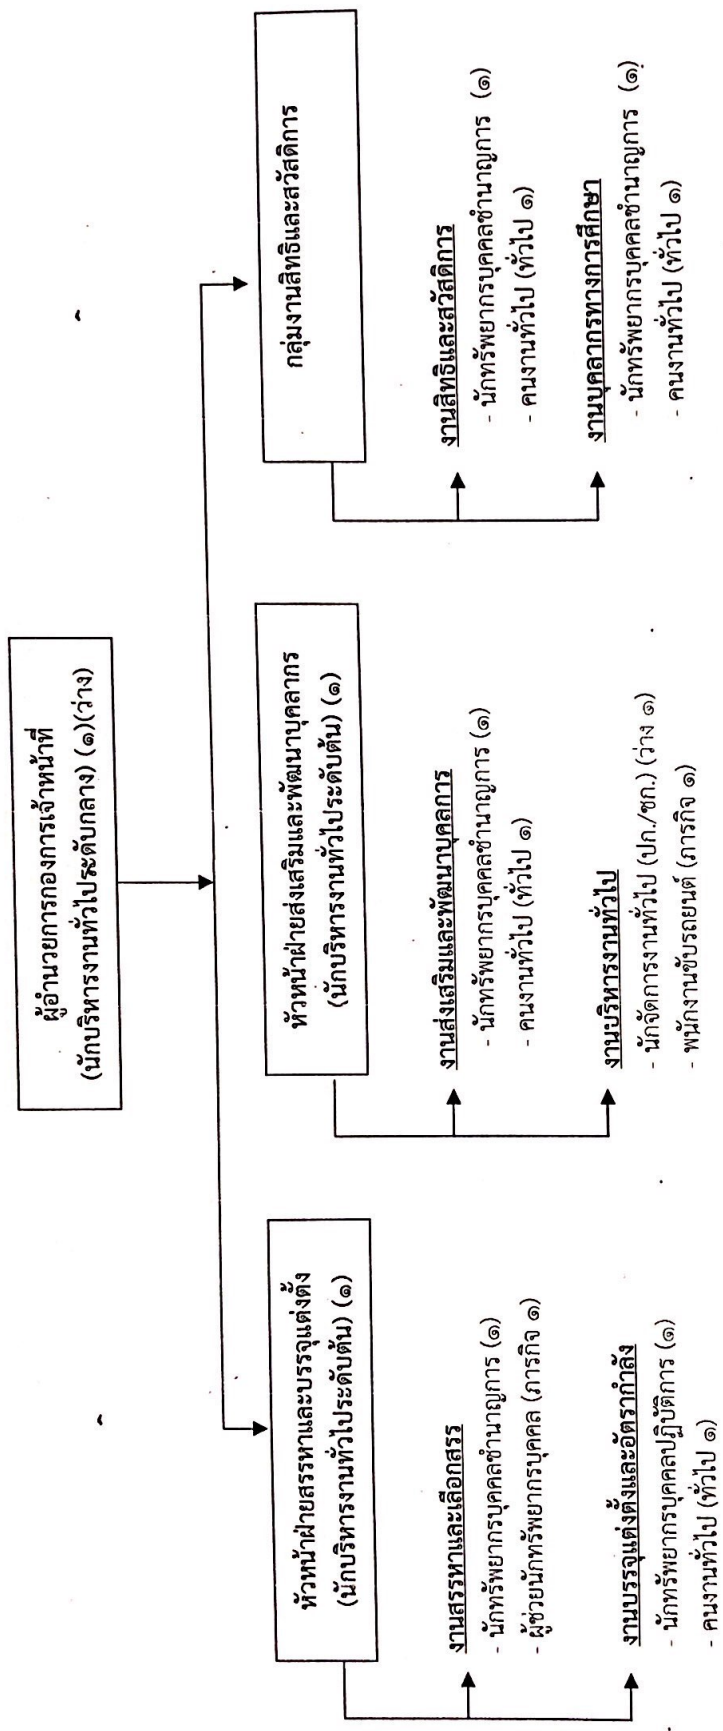 ผู้อำนวยการกองการเจ้าหน้าที่
(นักบริหารงานทั่วไประดับกลาง) (๑)(ว่าง)
หัวหน้าฝ่ายสรรหาและบรรจุแต่งตั้ง
(นักบริหารงานทั่วไประดับต้น) (๑)
งานสรรหาและเลือกสรร
- นักทรัพยากรบุคคลชำนาญการ (๑)
- ผู้ช่วยนักทรัพยากรบุคคล (ภารกิจ ๑)
งานบรรจุแต่งตั้งและอัตรากำลัง
- นักทรัพยากรบุคคลปฏิบัติการ (๑)
- คนงานทั่วไป (ทั่วไป ๑)
หัวหน้าฝ่ายส่งเสริมและพัฒนาบุคลากร
(นักบริหารงานทั่วไประดับต้น) (๑)
งานส่งเสริมและพัฒนาบุคลการ
- นักทรัพยากรบุคคลชำนาญการ (๑)
- คนงานทั่วไป (ทั่วไป ๑)
งานบริหารงานทั่วไป
- นักจัดการงานทั่วไป (ปก./ชก.) (ว่าง ๑)
- พนักงานขับรถยนต์ (ภารกิจ ๑)
กลุ่มงานสิทธิและสวัสดิการ
งานสิทธิและสวัสดิการ
- นักทรัพยากรบุคคลชำนาญการ (๑)
- คนงานทั่วไป (ทั่วไป ๑)
งานบุคลากรทางการศึกษา
- นักทรัพยากรบุคคลชำนาญการ (๑)
- คนงานทั่วไป (ทั่วไป ๑)